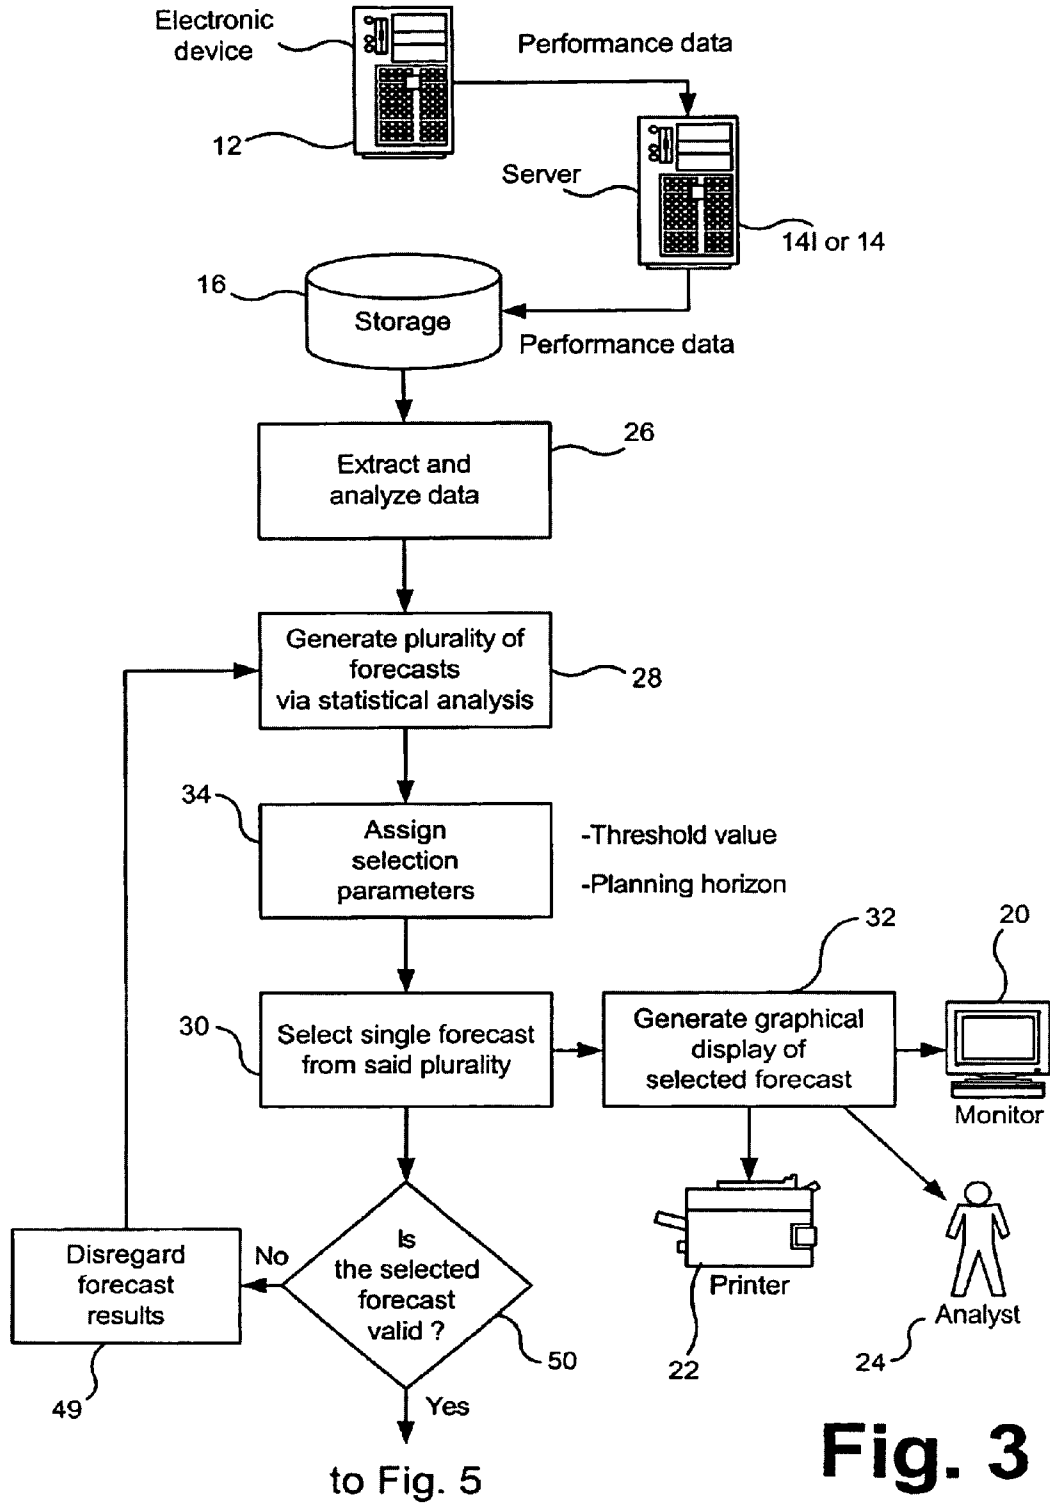 Electronic
device
Performance data
12
Server
14I or 14
16
Storage
Performance data
26
Extract and
analyze data
Generate plurality of
forecasts
via statistical analysis
28
34
Assign
selection
parameters
-Threshold value
-Planning horizon
32
20
30
Select single forecast
from said plurality
Generate graphical
display of
selected forecast
Monitor
Is
the selected
forecast
valid ?
No
Disregard
forecast
results
Printer
Analyst
50
22
24
49
Yes
to Fig. 5
Fig. 3